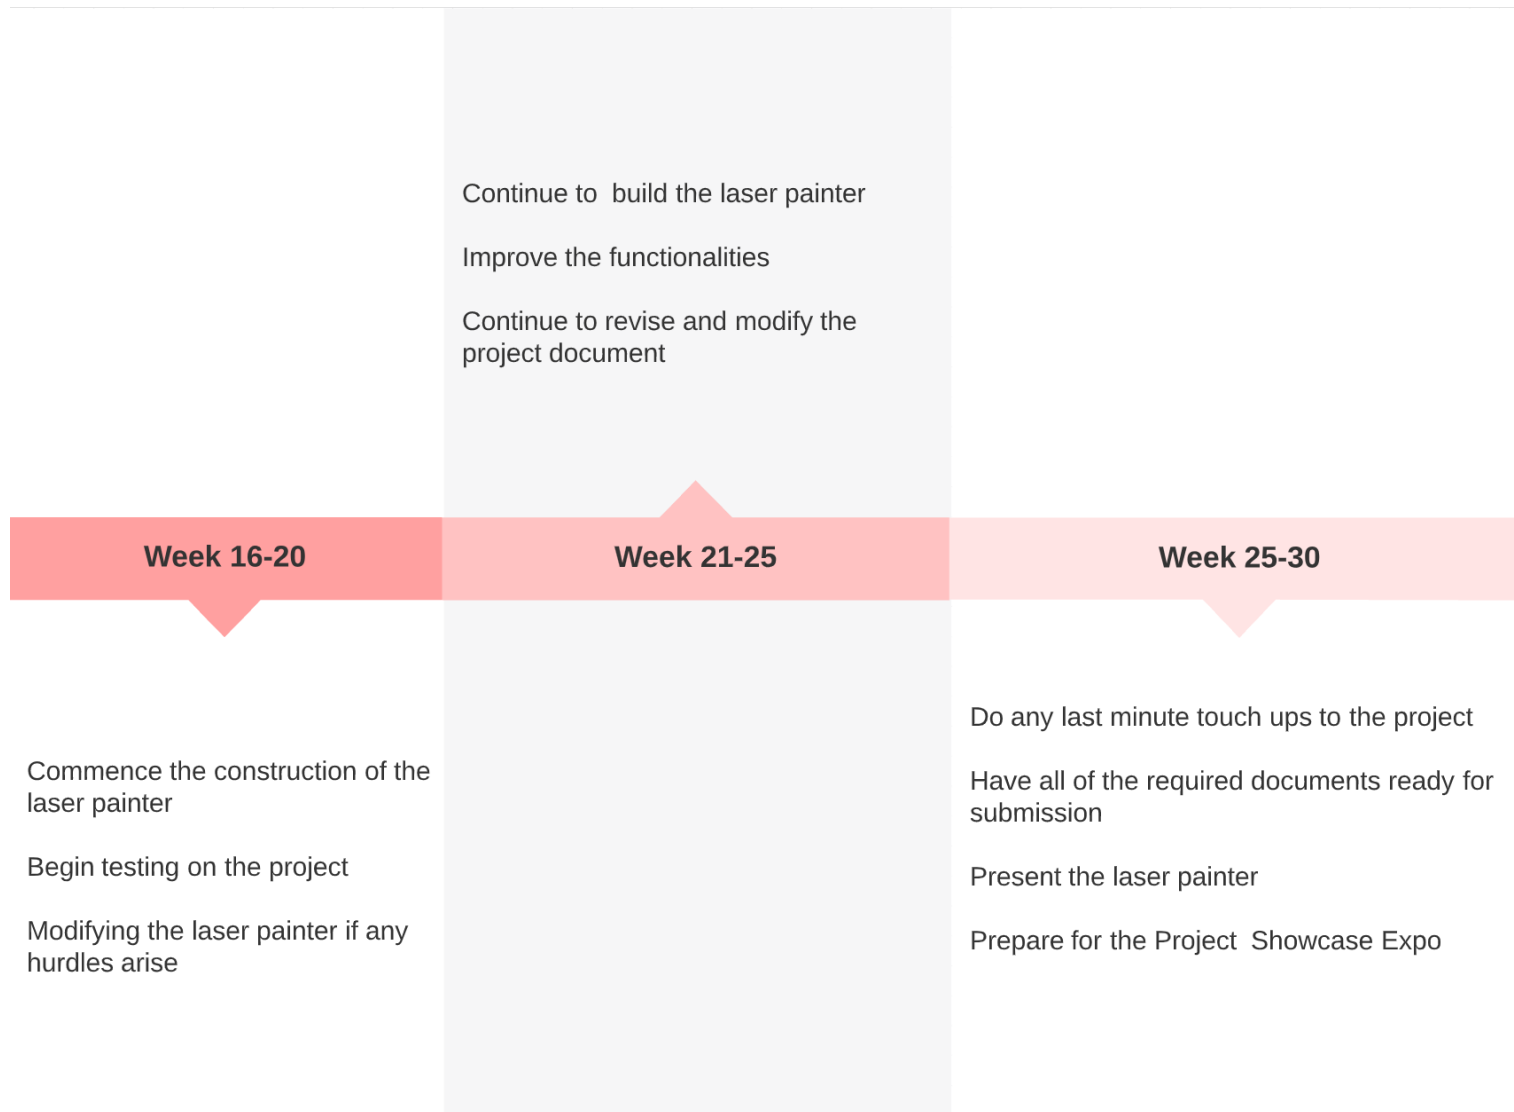 Continue to  build the laser painter
Improve the functionalities
Continue to revise and modify the
project document
Week 16-20
Week 21-25
Week 25-30
Commence the construction of the
laser painter
Begin testing on the project
Modifying the laser painter if any
hurdles arise
Do any last minute touch ups to the project
Have all of the required documents ready for
submission
Present the laser painter
Prepare for the Project  Showcase Expo